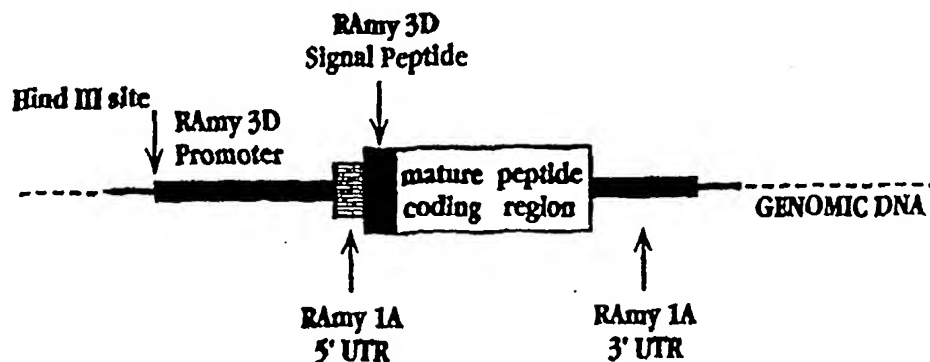 RAmy 3D
Signal Peptide
Hind III site
RAmy 3D
Promoter
mature peptide
coding region
GENOMIC DNA
RAmy 1A
5' UTR
RAmy 1A
3' UTR